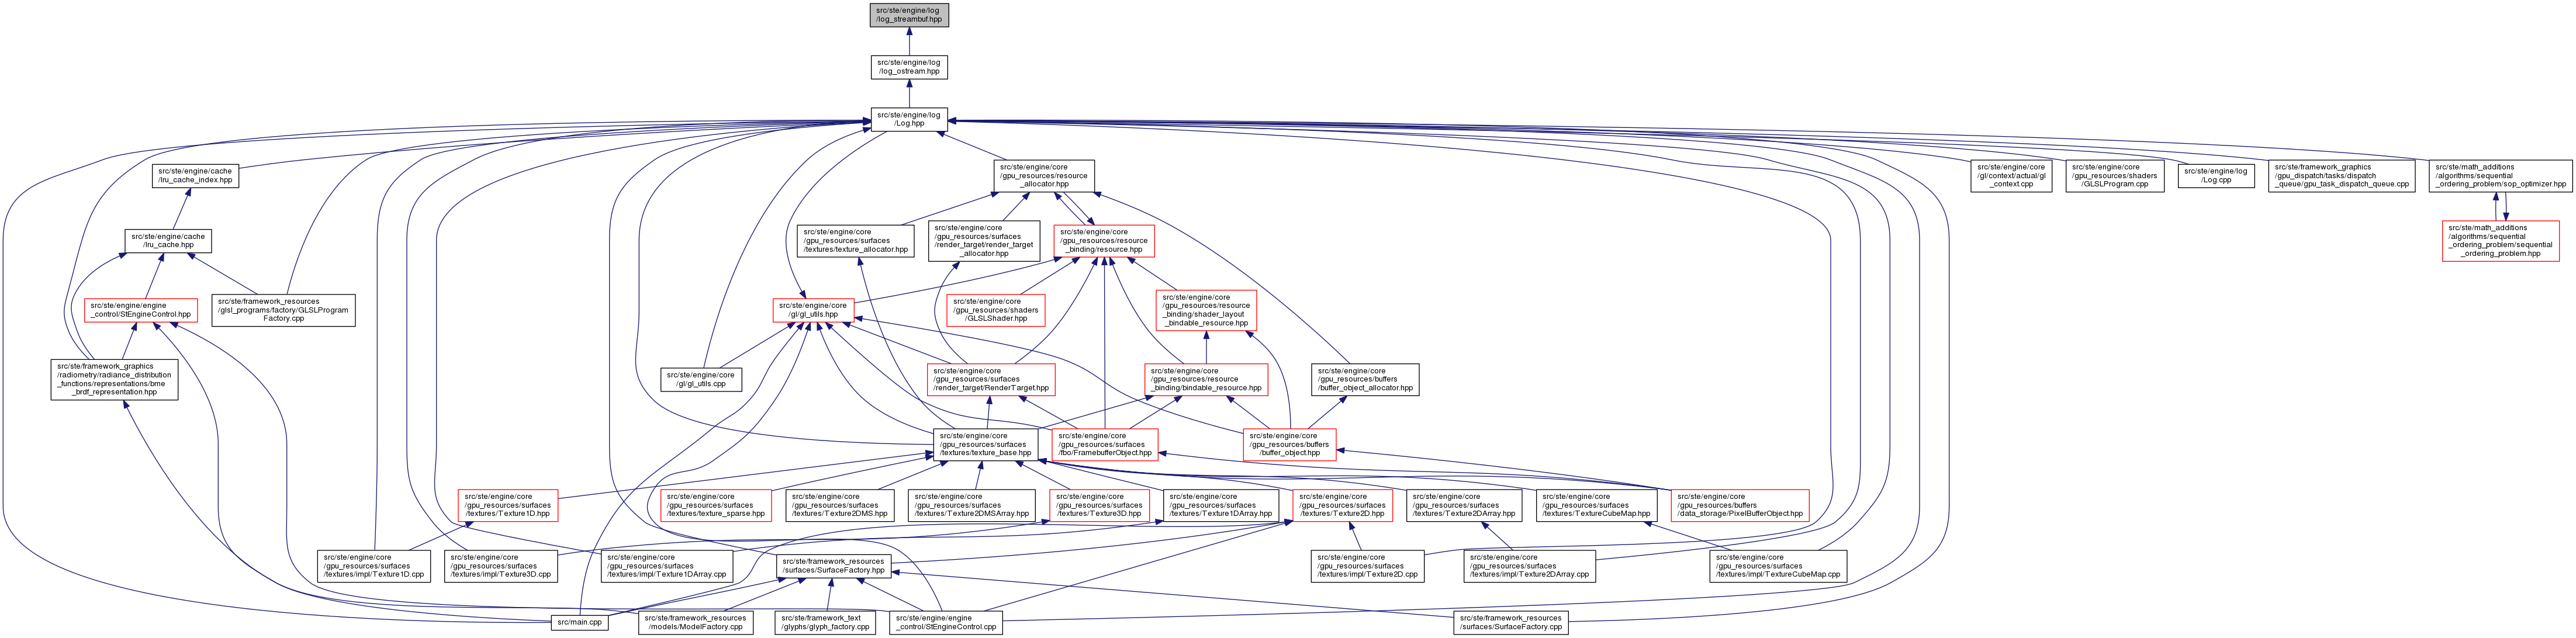 src/ste/engine/log
/log_streambuf.hpp
src/ste/engine/log
/log_ostream.hpp
src/ste/engine/log
/Log.hpp
src/ste/engine/cache
/lru_cache_index.hpp
src/ste/engine/core
/gpu_resources/resource
_allocator.hpp
src/ste/engine/core
/gl/context/actual/gl
_context.cpp
src/ste/engine/core
/gpu_resources/shaders
/GLSLProgram.cpp
src/ste/engine/log
/Log.cpp
src/ste/framework_graphics
/gpu_dispatch/tasks/dispatch
_queue/gpu_task_dispatch_queue.cpp
src/ste/math_additions
/algorithms/sequential
_ordering_problem/sop_optimizer.hpp
src/ste/engine/cache
/lru_cache.hpp
src/ste/engine/core
/gpu_resources/surfaces
/textures/texture_allocator.hpp
src/ste/engine/core
/gpu_resources/surfaces
/render_target/render_target
_allocator.hpp
src/ste/engine/core
/gpu_resources/resource
_binding/resource.hpp
src/ste/math_additions
/algorithms/sequential
_ordering_problem/sequential
_ordering_problem.hpp
src/ste/engine/engine
_control/StEngineControl.hpp
src/ste/framework_resources
/glsl_programs/factory/GLSLProgram
Factory.cpp
src/ste/engine/core
/gl/gl_utils.hpp
src/ste/engine/core
/gpu_resources/shaders
/GLSLShader.hpp
src/ste/engine/core
/gpu_resources/resource
_binding/shader_layout
_bindable_resource.hpp
src/ste/framework_graphics
/radiometry/radiance_distribution
_functions/representations/bme
_brdf_representation.hpp
src/ste/engine/core
/gl/gl_utils.cpp
src/ste/engine/core
/gpu_resources/surfaces
/render_target/RenderTarget.hpp
src/ste/engine/core
/gpu_resources/resource
_binding/bindable_resource.hpp
src/ste/engine/core
/gpu_resources/buffers
/buffer_object_allocator.hpp
src/ste/engine/core
/gpu_resources/surfaces
/textures/texture_base.hpp
src/ste/engine/core
/gpu_resources/surfaces
/fbo/FramebufferObject.hpp
src/ste/engine/core
/gpu_resources/buffers
/buffer_object.hpp
src/ste/engine/core
/gpu_resources/surfaces
/textures/Texture1D.hpp
src/ste/engine/core
/gpu_resources/surfaces
/textures/texture_sparse.hpp
src/ste/engine/core
/gpu_resources/surfaces
/textures/Texture2DMS.hpp
src/ste/engine/core
/gpu_resources/surfaces
/textures/Texture2DMSArray.hpp
src/ste/engine/core
/gpu_resources/surfaces
/textures/Texture3D.hpp
src/ste/engine/core
/gpu_resources/surfaces
/textures/Texture1DArray.hpp
src/ste/engine/core
/gpu_resources/surfaces
/textures/Texture2D.hpp
src/ste/engine/core
/gpu_resources/surfaces
/textures/Texture2DArray.hpp
src/ste/engine/core
/gpu_resources/surfaces
/textures/TextureCubeMap.hpp
src/ste/engine/core
/gpu_resources/buffers
/data_storage/PixelBufferObject.hpp
src/ste/engine/core
/gpu_resources/surfaces
/textures/impl/Texture1D.cpp
src/ste/engine/core
/gpu_resources/surfaces
/textures/impl/Texture3D.cpp
src/ste/engine/core
/gpu_resources/surfaces
/textures/impl/Texture1DArray.cpp
src/ste/framework_resources
/surfaces/SurfaceFactory.hpp
src/ste/engine/core
/gpu_resources/surfaces
/textures/impl/Texture2D.cpp
src/ste/engine/core
/gpu_resources/surfaces
/textures/impl/Texture2DArray.cpp
src/ste/engine/core
/gpu_resources/surfaces
/textures/impl/TextureCubeMap.cpp
src/main.cpp
src/ste/framework_resources
/models/ModelFactory.cpp
src/ste/framework_text
/glyphs/glyph_factory.cpp
src/ste/engine/engine
_control/StEngineControl.cpp
src/ste/framework_resources
/surfaces/SurfaceFactory.cpp